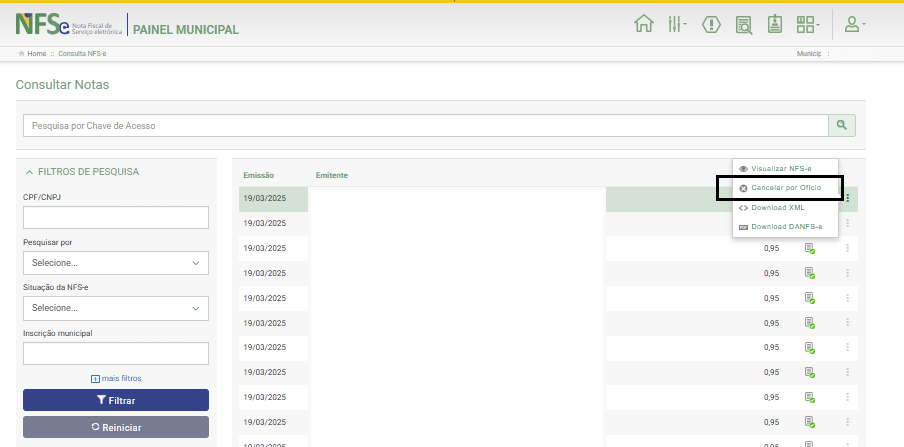 NFSe Nota Fiscal de
Serviço eletrônica
PAINEL MUNICIPAL
Home :: Consulta NFS-e
Municíp :
Consultar Notas
Pesquisa por Chave de Acesso
FILTROS DE PESQUISA
CPF/CNPJ
Pesquisar por
Selecione...
Situação da NFS-e
Selecione...
Inscrição municipal
mais filtros
Filtrar
Reiniciar
Emissão Emitente
19/03/2025
Visualizar NFS-e
Cancelar por Ofício
Download XML
Download DANFS-e
19/03/2025
19/03/2025 0,95
19/03/2025 0,95
19/03/2025 0,95
19/03/2025 0,95
19/03/2025 0,95
19/03/2025 0,95
19/03/2025 0,95
19/03/2025 0,95
19/03/2025 0,95